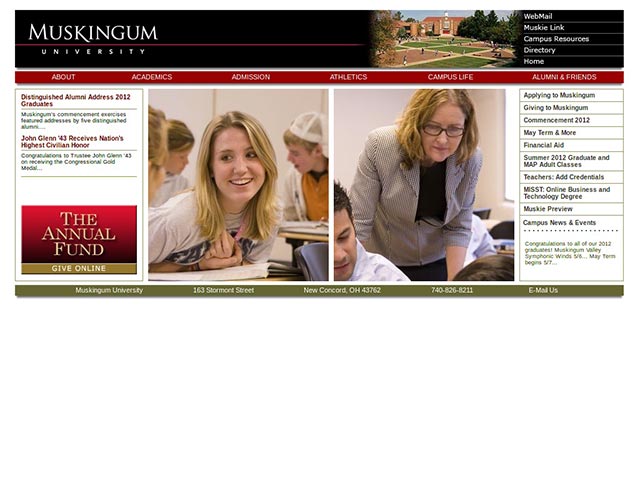 MUSKINGUM
UNIVERSITY
WebMail
Muskie Link
Campus Resources
Directory
Home
ABOUT ACADEMICS ADMISSION ATHLETICS CAMPUS LIFE ALUMNI & FRIENDS
Distinguished Alumni Address 2012
Graduates
Muskingum's commencement exercises
featured addresses by five distinguished
alumni....
John Glenn '43 Receives Nation's
Highest Civilian Honor
Congratulations to Trustee John Glenn '43
on receiving the Congressional Gold
Medal...
THE
ANNUAL
FUND
GIVE ONLINE
Applying to Muskingum
Giving to Muskingum
Commencement 2012
May Term & More
Financial Aid
Summer 2012 Graduate and
MAP Adult Classes
Teachers: Add Credentials
MISST: Online Business and
Technology Degree
Muskie Preview
Campus News & Events
Congratulations to all of our 2012
graduates! Muskingum Valley
Symphonic Winds 5/6... May Term
begins 5/7...
Muskingum University 163 Stormont Street New Concord, OH 43762 740-826-8211 E-Mail Us